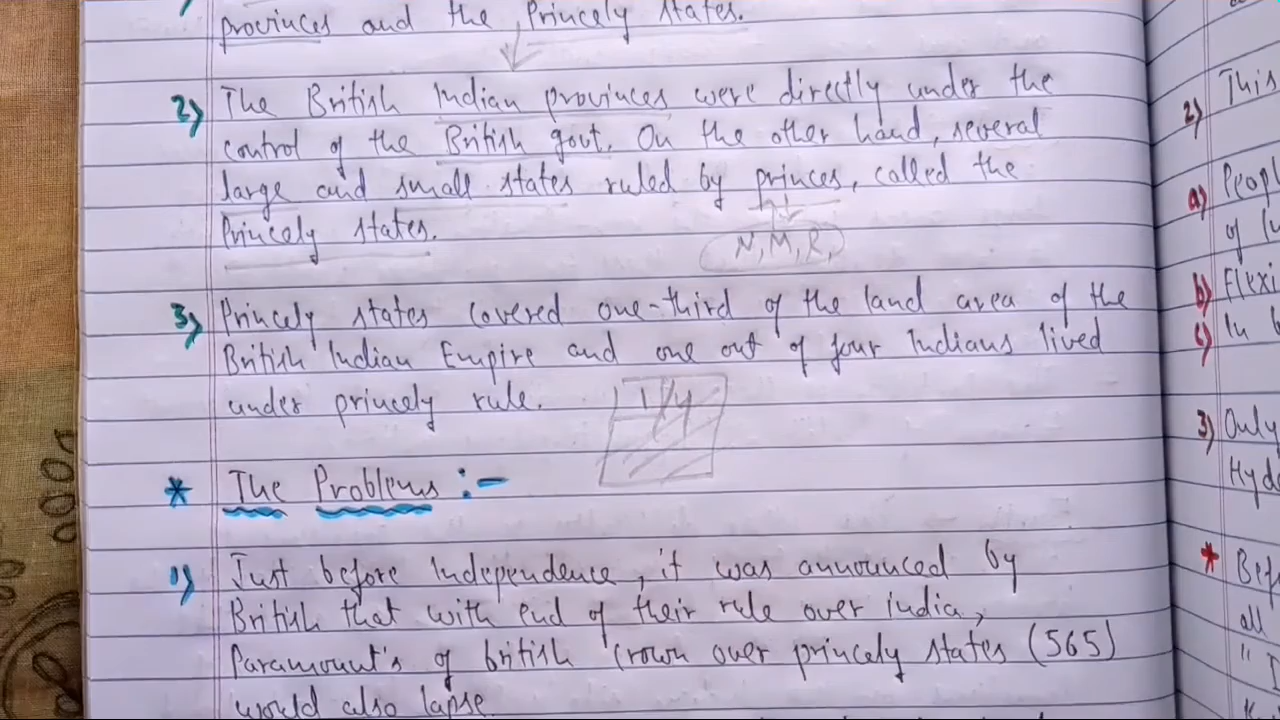 provinces and the Princely states.
2) The British Indian provinces were directly under the
control of the British govt. On the other hand, several
large and small states ruled by princes, called the
Princely states.
N, M, R,
3) Princely states covered one-third of the land area of the
British Indian Empire and one out of four Indians lived
under princely rule.
1/4
* The Problems :-
1) Just before Independence, it was announced by
British that with end of their rule over india,
Paramount's of british crown over princely states (565)
would also lapse
2) This
a)
of
b) Flexi
c) In
3) Only
Hyd
* Bef
all
" I